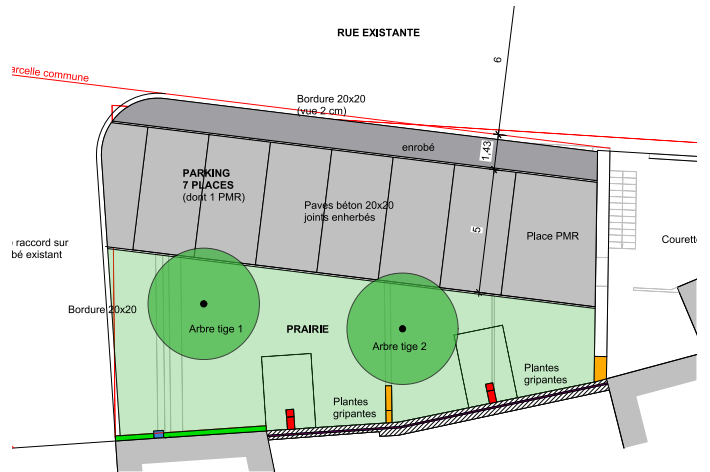 RUE EXISTANTE
6
arcelle commune
Bordure 20x20
(vue 2 cm)
enrobé
1,43
PARKING
7 PLACES
(dont 1 PMR)
Pavés béton 20x20
joints enherbés
5
Place PMR
Courette
raccord sur
bé existant
Bordure 20x20
Arbre tige 1
PRAIRIE
Arbre tige 2
Plantes
gripantes
Plantes
gripantes